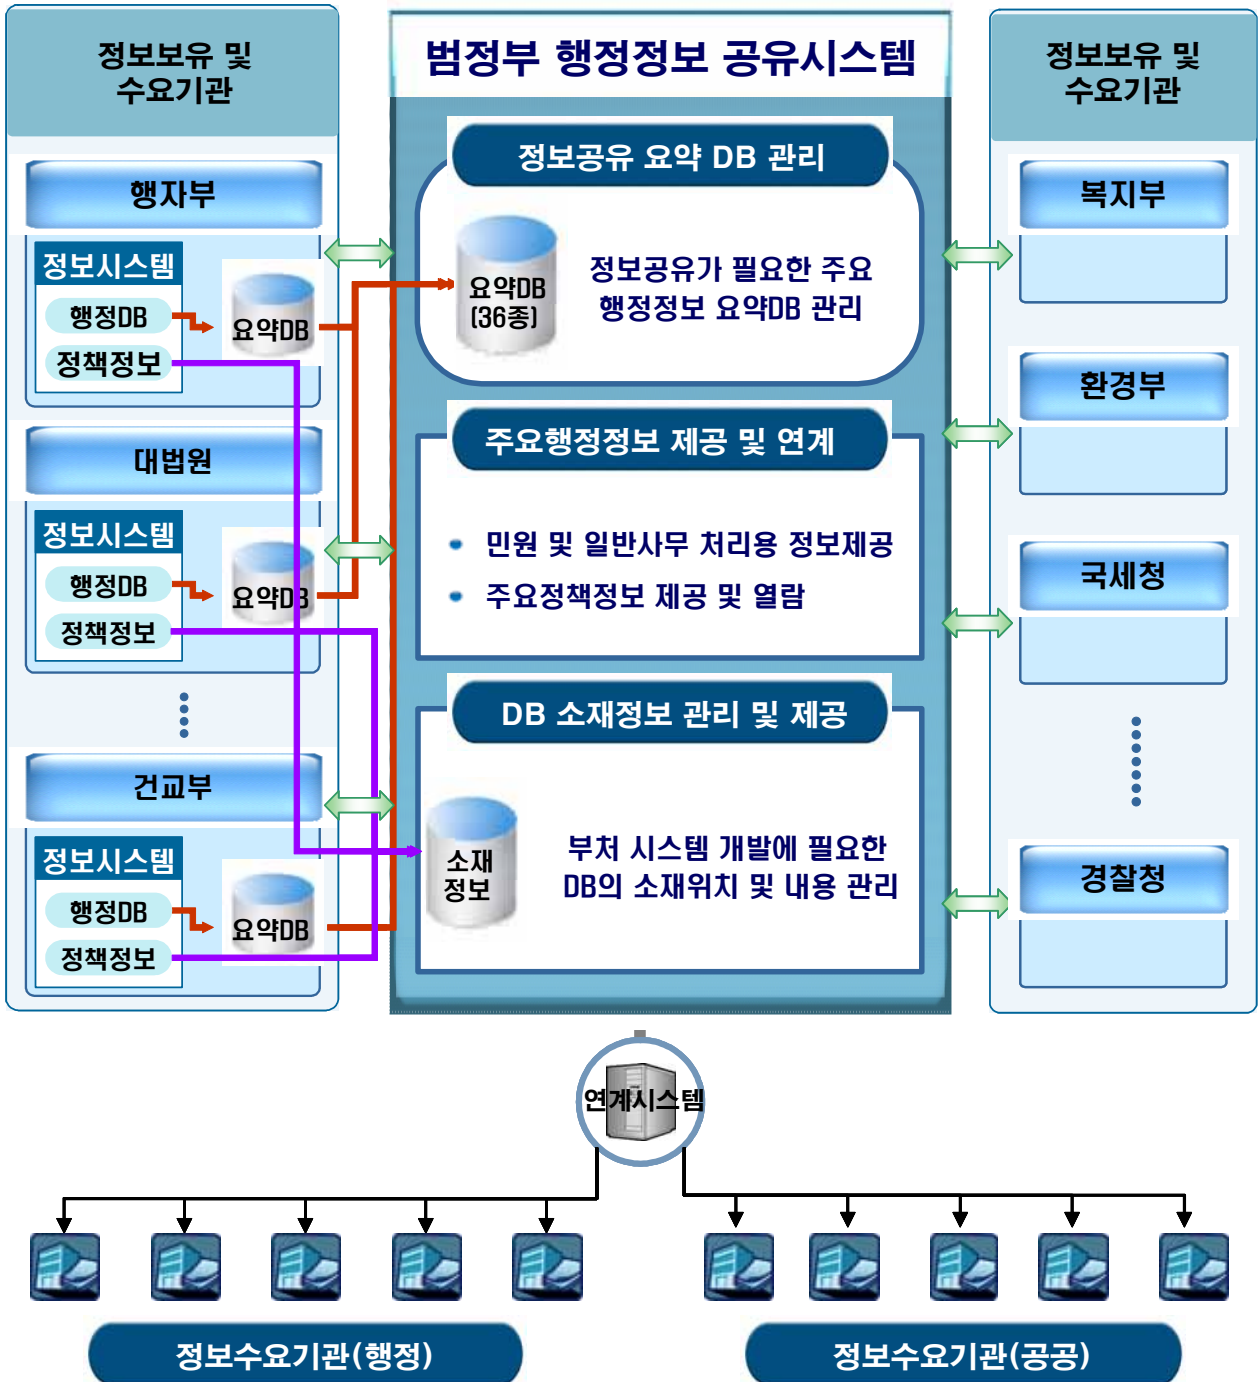 정보보유 및
수요기관
행자부
정보시스템
행정DB
정책정보
요약DB
대법원
정보시스템
행정DB
정책정보
요약DB
건교부
정보시스템
행정DB
정책정보
요약DB
범정부 행정정보 공유시스템
정보공유 요약 DB 관리
요약DB
(36종)
정보공유가 필요한 주요
행정정보 요약DB 관리
주요행정정보 제공 및 연계
• 민원 및 일반사무 처리용 정보제공
• 주요정책정보 제공 및 열람
DB 소재정보 관리 및 제공
소재
정보
부처 시스템 개발에 필요한
DB의 소재위치 및 내용 관리
정보보유 및
수요기관
복지부
환경부
국세청
경찰청
연계시스템
정보수요기관(행정)
정보수요기관(공공)